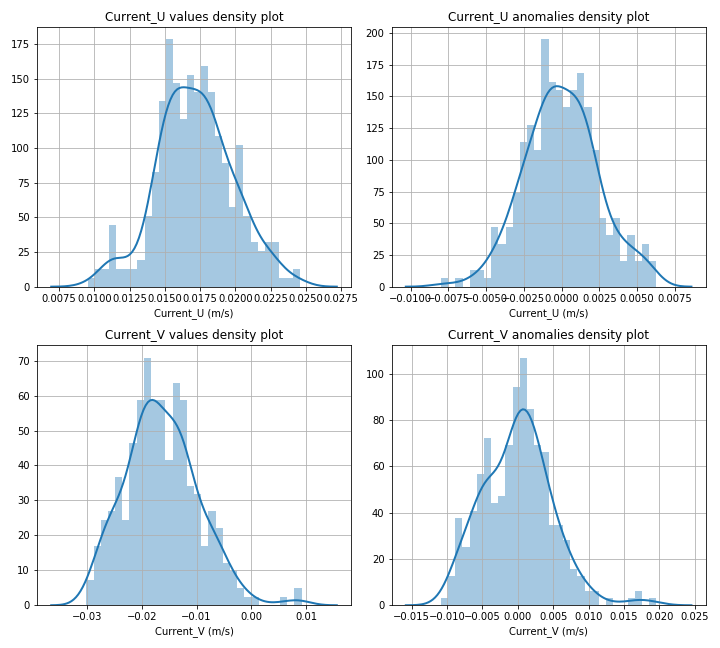 Current_U values density plot
175
150
125
100
75
50
25
0
0.0075 0.0100 0.0125 0.0150 0.0175 0.0200 0.0225 0.0250 0.0275
Current_U (m/s)
Current_U anomalies density plot
200
175
150
125
100
75
50
25
0
−0.0100 −0.0075 −0.0050 −0.0025 0.0000 0.0025 0.0050 0.0075
Current_U (m/s)
Current_V values density plot
70
60
50
40
30
20
10
0
−0.03 −0.02 −0.01 0.00 0.01
Current_V (m/s)
Current_V anomalies density plot
100
80
60
40
20
0
−0.015 −0.010 −0.005 0.000 0.005 0.010 0.015 0.020 0.025
Current_V (m/s)